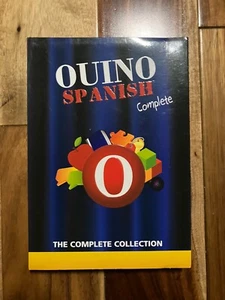 OUINO
SPANISH
Complete
O
THE COMPLETE COLLECTION